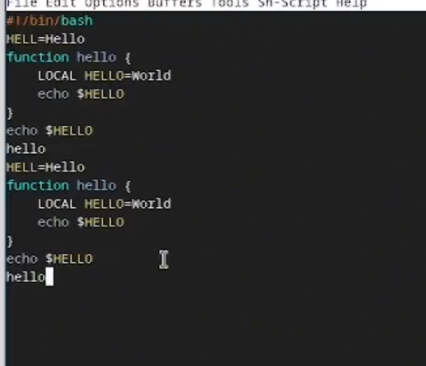 File Edit Options Buffers Tools Sh-Script Help
#!/bin/bash
HELL=Hello
function hello {
    LOCAL HELLO=World
    echo $HELLO
}
echo $HELLO
hello
HELL=Hello
function hello {
    LOCAL HELLO=World
    echo $HELLO
}
echo $HELLO
hello